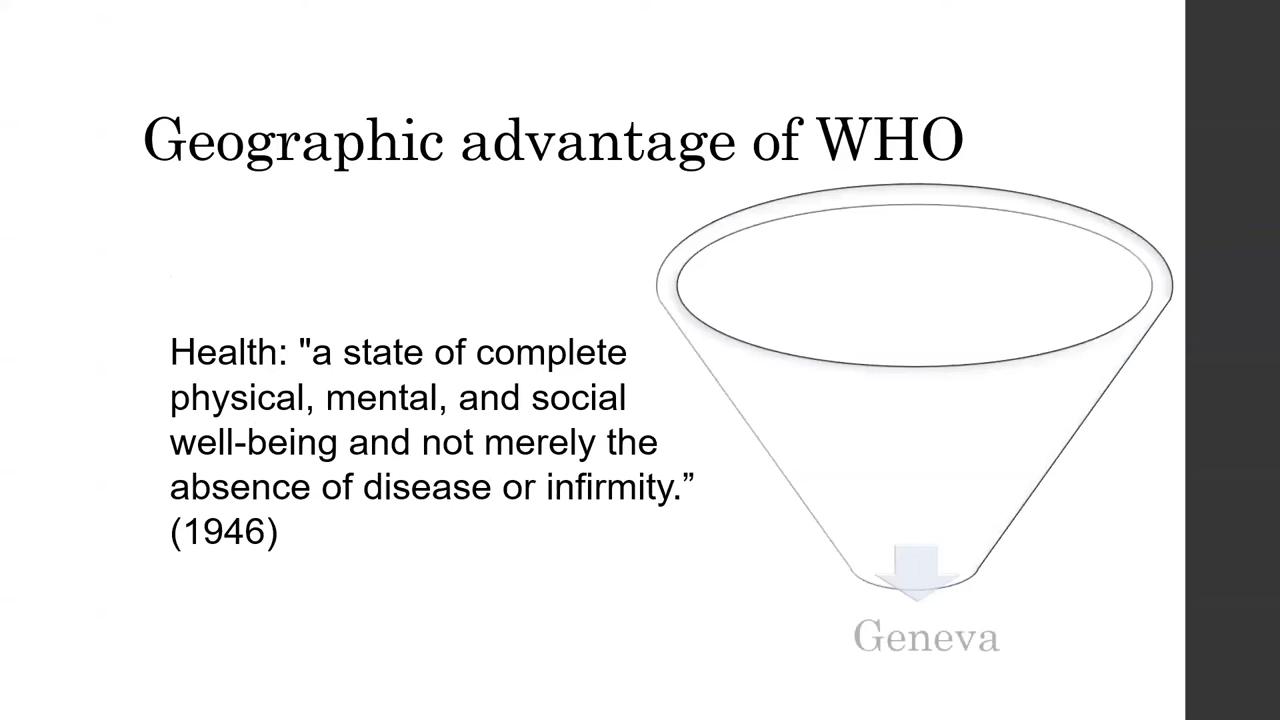 Geographic advantage of WHO
Health: "a state of complete
physical, mental, and social
well-being and not merely the
absence of disease or infirmity.”
(1946)
Geneva